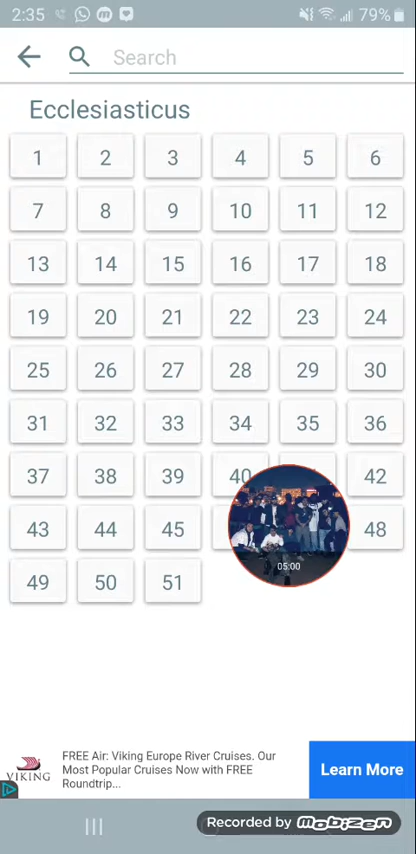 2:35 79%
Search
Ecclesiasticus
1 2 3 4 5 6
7 8 9 10 11 12
13 14 15 16 17 18
19 20 21 22 23 24
25 26 27 28 29 30
31 32 33 34 35 36
37 38 39 40 42
43 44 45 48
05:00
49 50 51
FREE Air: Viking Europe River Cruises. Our
Most Popular Cruises Now with FREE
Roundtrip...
VIKING
Learn More
Recorded by mobizen